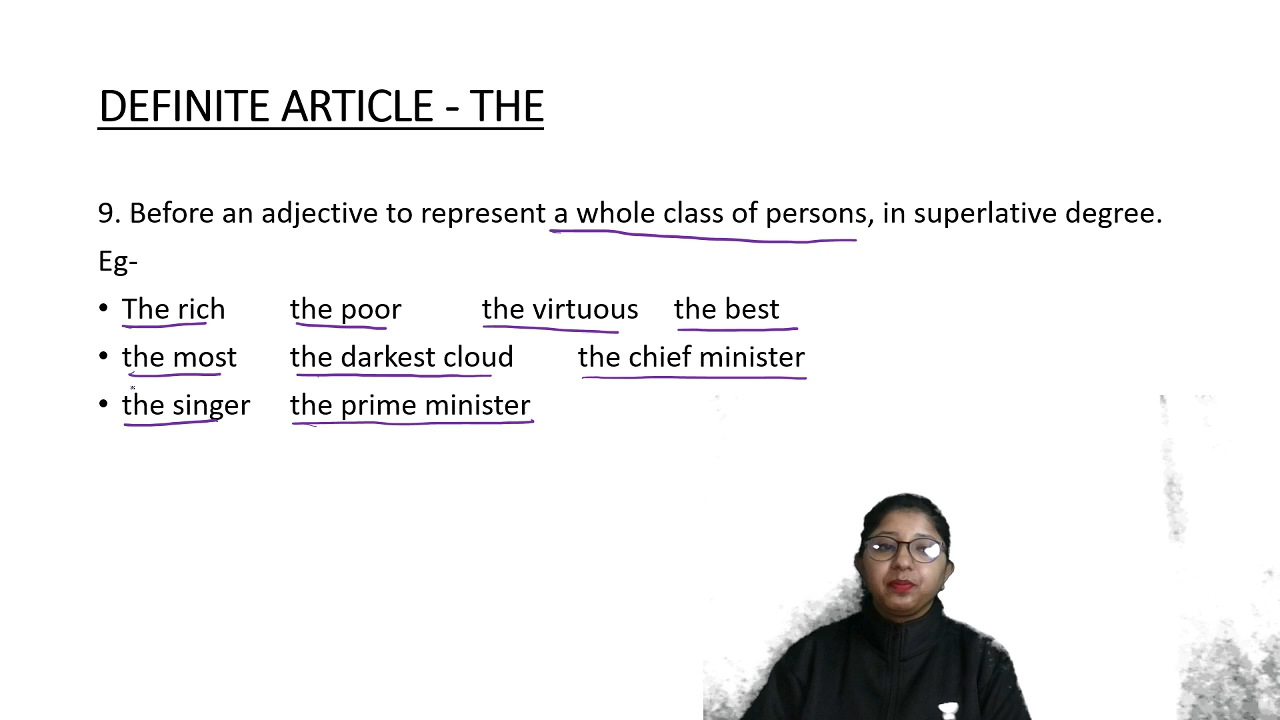 DEFINITE ARTICLE - THE
9. Before an adjective to represent a whole class of persons, in superlative degree.
Eg-
• The rich the poor the virtuous the best
• the most the darkest cloud the chief minister
• the singer the prime minister